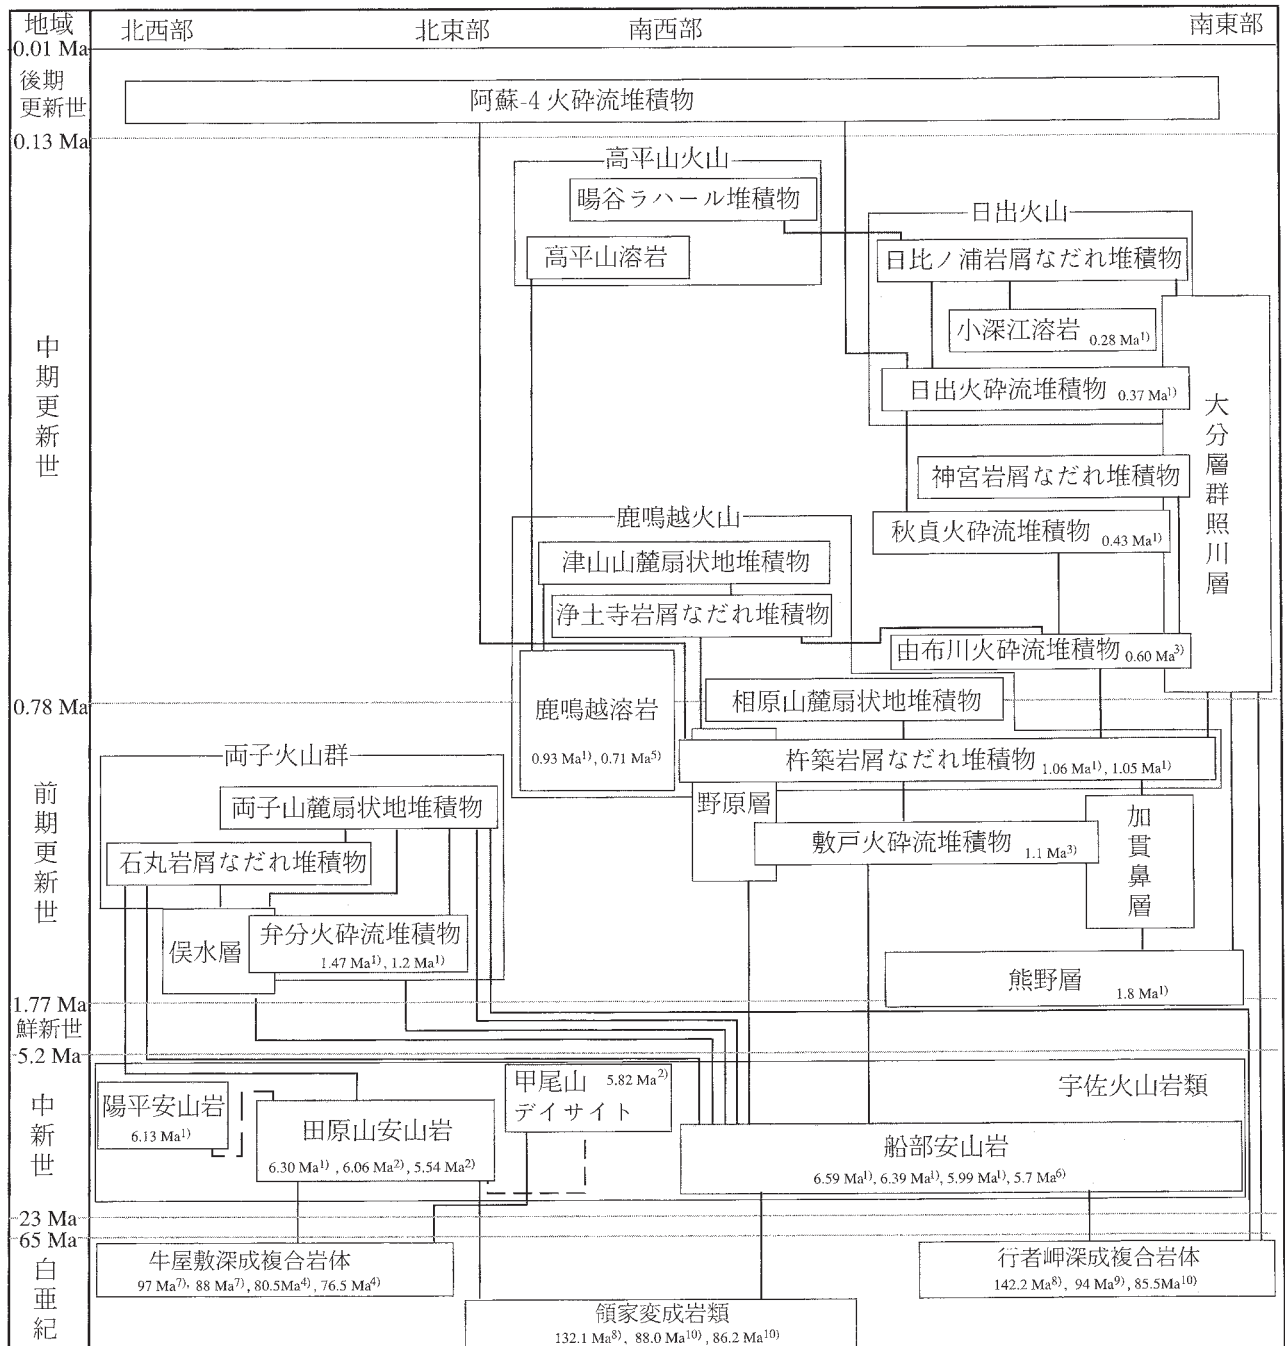 地域 北西部 北東部 南西部 南東部
0.01 Ma
後期
更新世
阿蘇-4 火砕流堆積物
0.13 Ma
高平山火山
暘谷ラハール堆積物
日出火山
高平山溶岩
日比ノ浦岩屑なだれ堆積物
小深江溶岩 0.28 Ma1)
日出火砕流堆積物 0.37 Ma1)
中期更新世
大分層群照川層
神宮岩屑なだれ堆積物
鹿鳴越火山
秋貞火砕流堆積物 0.43 Ma1)
津山山麓扇状地堆積物
浄土寺岩屑なだれ堆積物
由布川火砕流堆積物 0.60 Ma3)
0.78 Ma
相原山麓扇状地堆積物
鹿鳴越溶岩
0.93 Ma1), 0.71 Ma5)
杵築岩屑なだれ堆積物 1.06 Ma1), 1.05 Ma1)
両子火山群
前期更新世
両子山麓扇状地堆積物
野原層
加貫鼻層
敷戸火砕流堆積物 1.1 Ma3)
石丸岩屑なだれ堆積物
俣水層
弁分火砕流堆積物
1.47 Ma1), 1.2 Ma1)
熊野層 1.8 Ma1)
1.77 Ma
鮮新世
5.2 Ma
中新世
宇佐火山岩類
甲尾山 5.82 Ma2)
デイサイト
陽平安山岩
6.13 Ma1)
田原山安山岩
6.30 Ma1) , 6.06 Ma2), 5.54 Ma2)
船部安山岩
6.59 Ma1), 6.39 Ma1), 5.99 Ma1), 5.7 Ma6)
23 Ma
65 Ma
白亜紀
牛屋敷深成複合岩体
97 Ma7), 88 Ma7), 80.5Ma4), 76.5 Ma4)
行者岬深成複合岩体
142.2 Ma8), 94 Ma9), 85.5Ma10)
領家変成岩類
132.1 Ma8), 88.0 Ma10) , 86.2 Ma10)